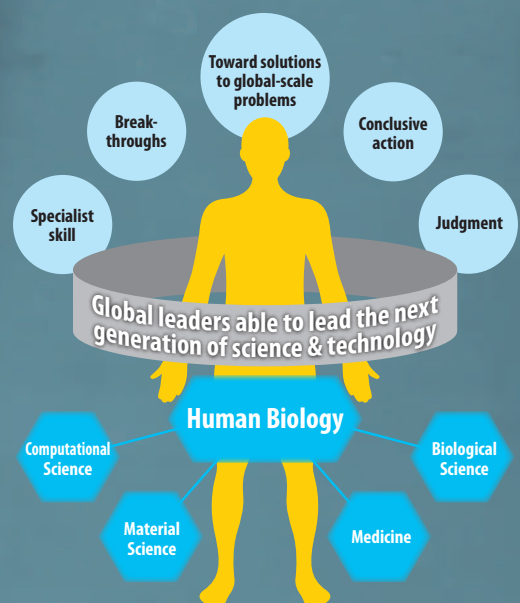 Toward solutions
to global-scale
problems
Break-
throughs
Conclusive
action
Specialist
skill
Judgment
Global leaders able to lead the next
generation of science & technology
Human Biology
Computational
Science
Biological
Science
Material
Science
Medicine